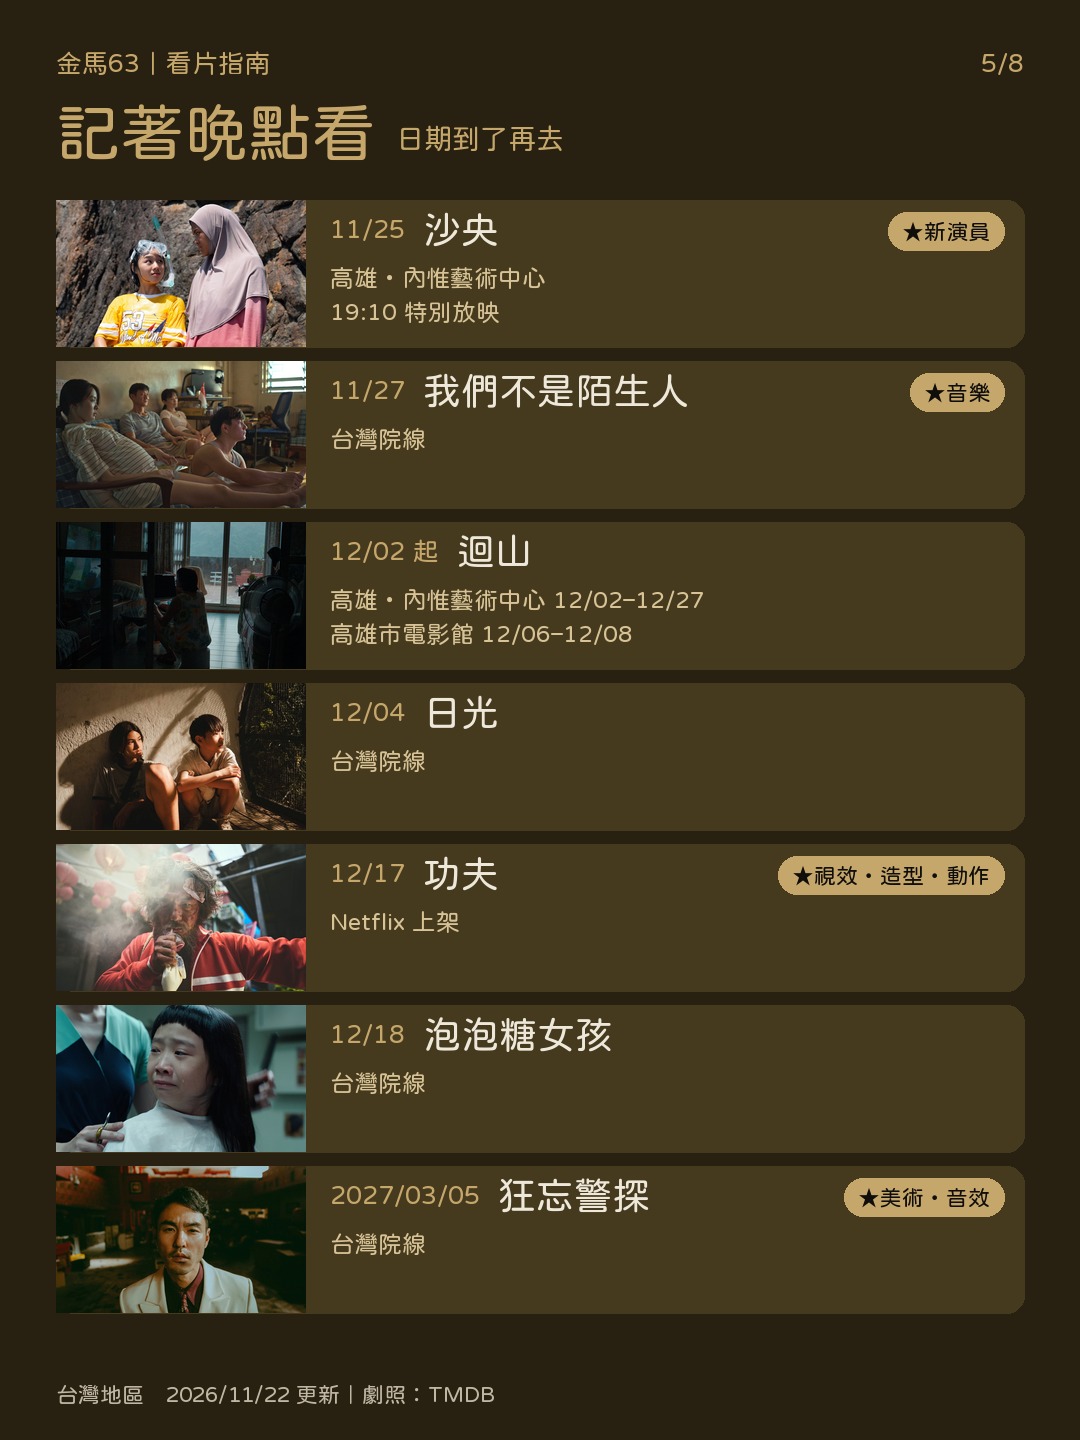 金馬63｜看片指南
5/8
記著晚點看 日期到了再去
11/25 沙央
★新演員
高雄・內惟藝術中心
19:10 特別放映
11/27 我們不是陌生人
★音樂
台灣院線
12/02 起 迴山
高雄・內惟藝術中心 12/02–12/27
高雄市電影館 12/06–12/08
12/04 日光
台灣院線
12/17 功夫
★視效・造型・動作
Netflix 上架
12/18 泡泡糖女孩
台灣院線
2027/03/05 狂忘警探
★美術・音效
台灣院線
台灣地區　2026/11/22 更新｜劇照：TMDB